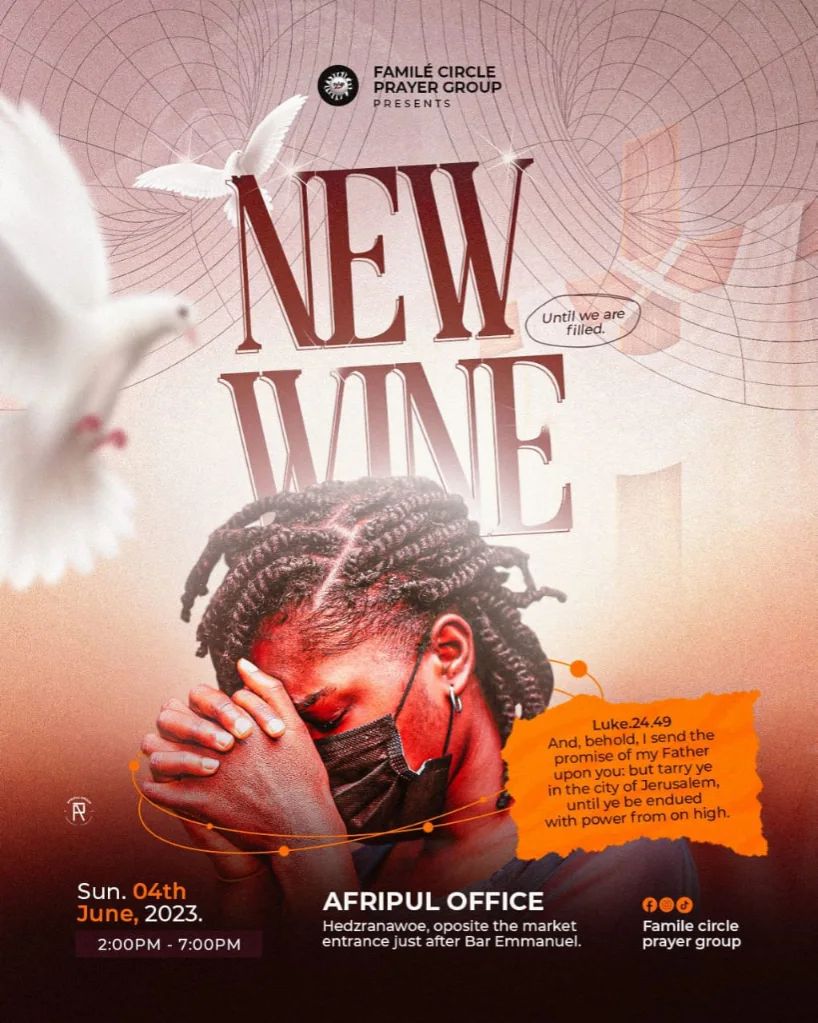 FAMILÉ CIRCLE
PRAYER GROUP
PRESENTS
NEW
WINE
Until we are
filled.
Luke.24.49
And, behold, I send the
promise of my Father
upon you: but tarry ye
in the city of Jerusalem,
until ye be endued
with power from on high.
Sun. 04th
June, 2023.
2:00PM - 7:00PM
AFRIPUL OFFICE
Hedzranawoe, oposite the market
entrance just after Bar Emmanuel.
Famile circle
prayer group